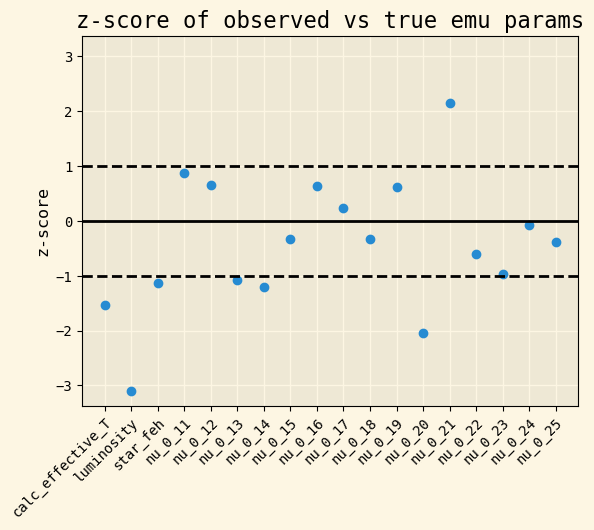 z-score of observed vs true emu params
z-score
3
2
1
0
−1
−2
−3
calc_effective_T
luminosity
star_feh
nu_0_11
nu_0_12
nu_0_13
nu_0_14
nu_0_15
nu_0_16
nu_0_17
nu_0_18
nu_0_19
nu_0_20
nu_0_21
nu_0_22
nu_0_23
nu_0_24
nu_0_25